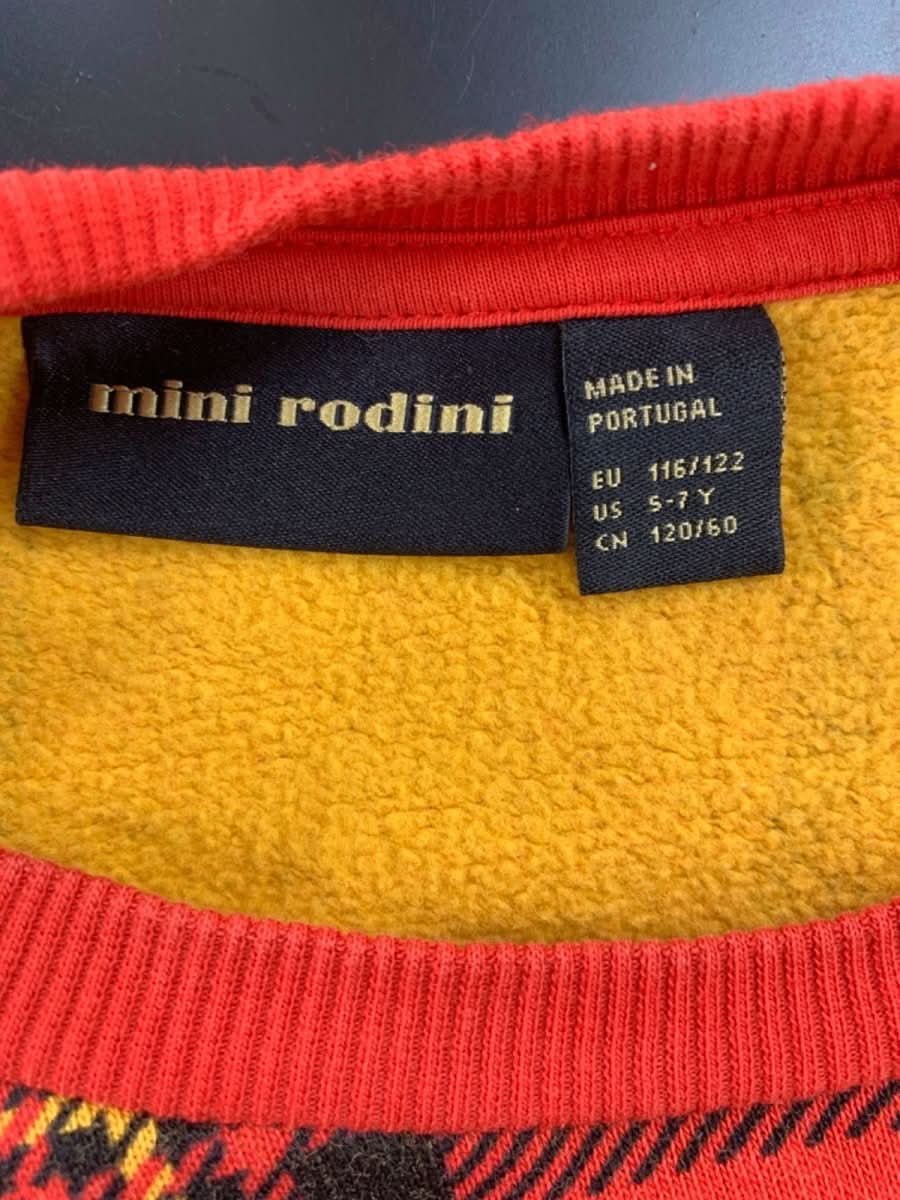 mini rodini
MADE IN
PORTUGAL
EU 116/122
US 5-7 Y
CN 120/60